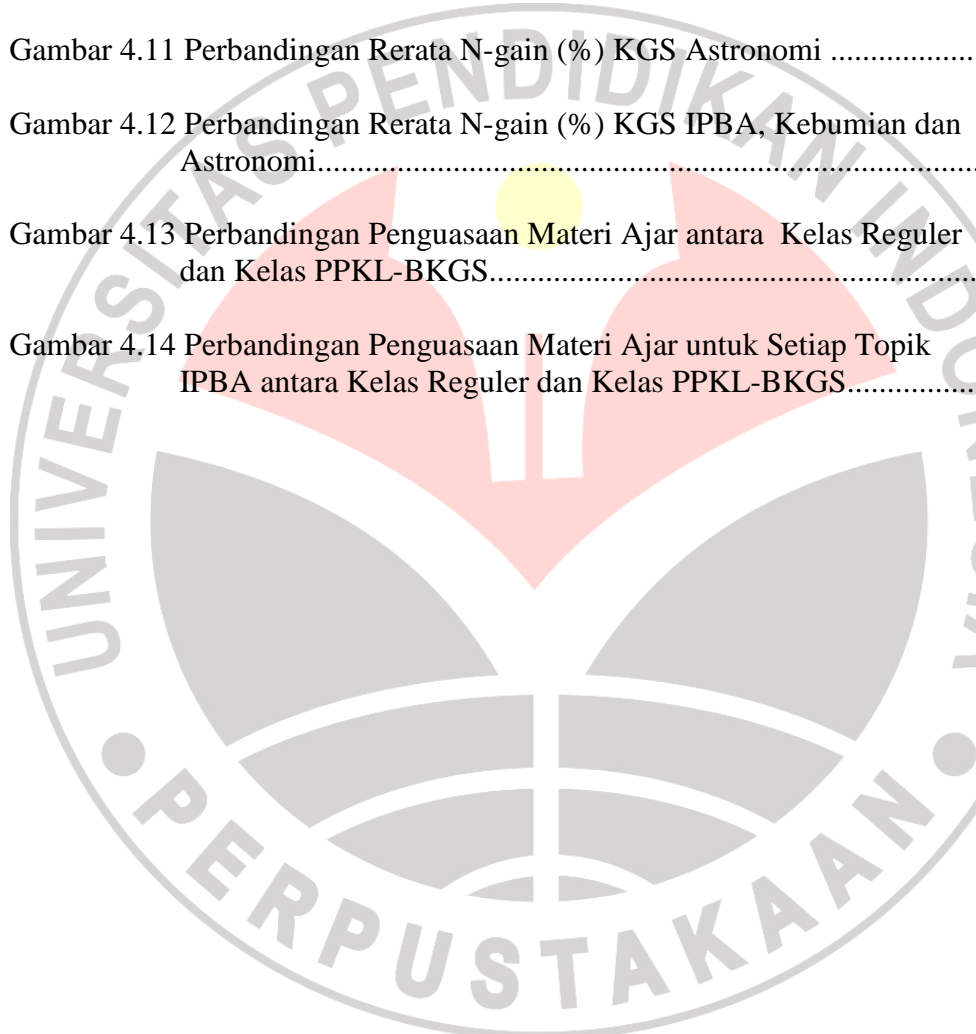 Gambar 4.11 Perbandingan Rerata N-gain (%) KGS Astronomi ..................
Gambar 4.12 Perbandingan Rerata N-gain (%) KGS IPBA, Kebumian dan
Astronomi...................................................................................
Gambar 4.13 Perbandingan Penguasaan Materi Ajar antara Kelas Reguler
dan Kelas PPKL-BKGS.............................................................
Gambar 4.14 Perbandingan Penguasaan Materi Ajar untuk Setiap Topik
IPBA antara Kelas Reguler dan Kelas PPKL-BKGS................
UNIVERSITAS PENDIDIKAN INDONESIA
PERPUSTAKAAN